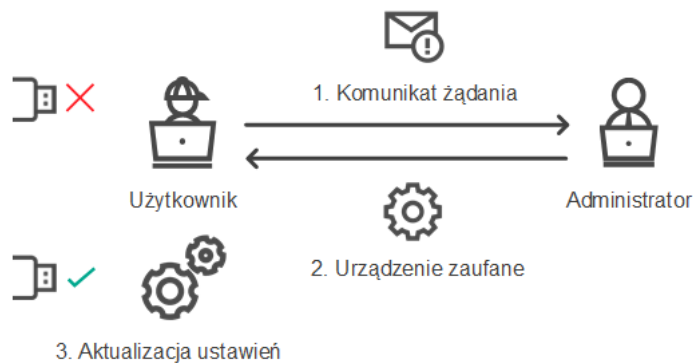 1. Komunikat żądania
Użytkownik
Administrator
2. Urządzenie zaufane
3. Aktualizacja ustawień